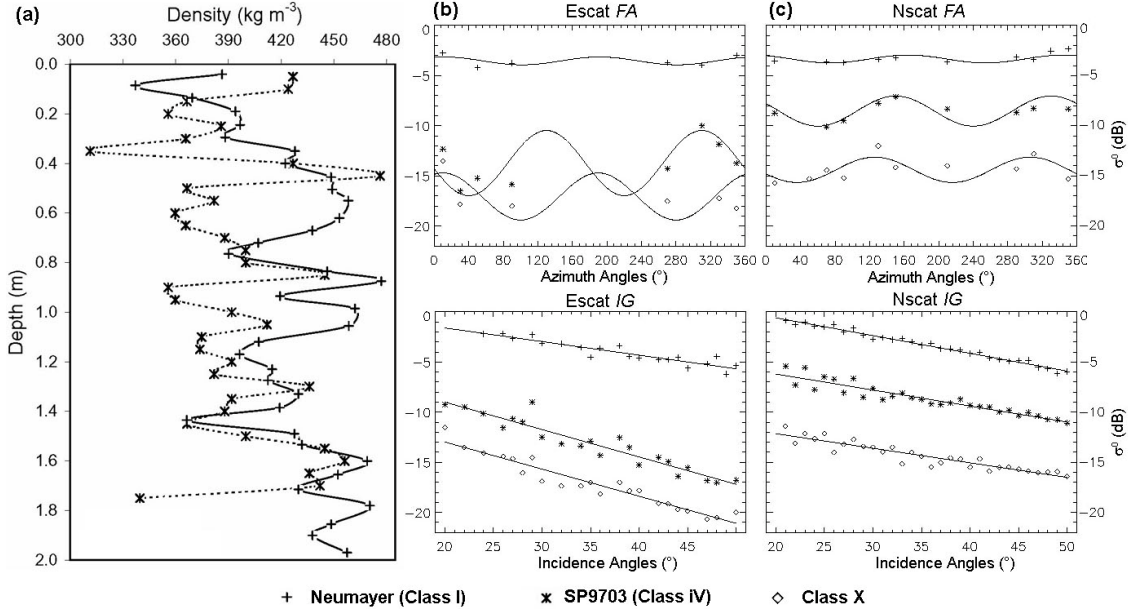 (a)
Density (kg m⁻³)
300 330 360 390 420 450 480
0.0
0.2
0.4
0.6
0.8
1.0
1.2
1.4
1.6
1.8
2.0
Depth (m)
(b)
Escat FA
0
−5
−10
−15
−20
0 40 80 120 160 200 240 280 320 360
Azimuth Angles (°)
(c)
Nscat FA
0
−5
−10
−15
−20
σ⁰ (dB)
0 40 80 120 160 200 240 280 320 360
Azimuth Angles (°)
Escat IG
0
−5
−10
−15
−20
20 25 30 35 40 45
Incidence Angles (°)
Nscat IG
0
−5
−10
−15
−20
σ⁰ (dB)
20 25 30 35 40 45 50
Incidence Angles (°)
Neumayer (Class I)
SP9703 (Class iV)
Class X